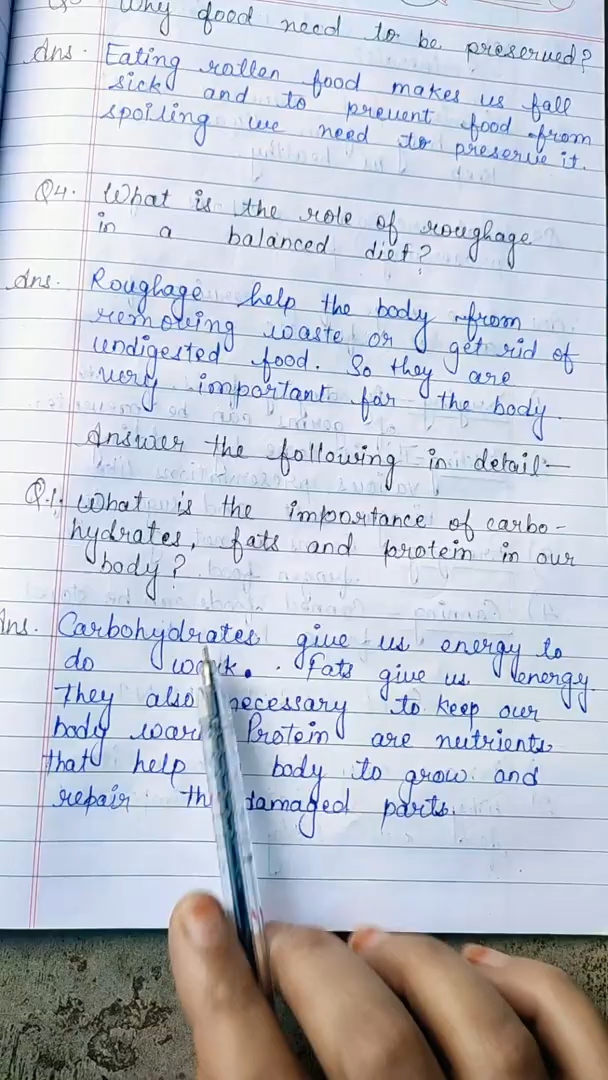 Why food need to be preserved?
Ans. Eating rotten food makes us fall
sick and to prevent food from
spoiling we need to preserve it.
Q4. What is the role of roughage
in a balanced diet?
Ans. Roughage help the body from
removing waste or get rid of
undigested food. So they are
very important for the body.
Answer the following in detail-
Q.1. What is the importance of carbo-
hydrates, fats and protein in our
body?
Ans. Carbohydrates give us energy to
do work. Fats give us energy
They also necessary to keep our
body Protein are nutrients
that help body to grow and
repair damaged parts.